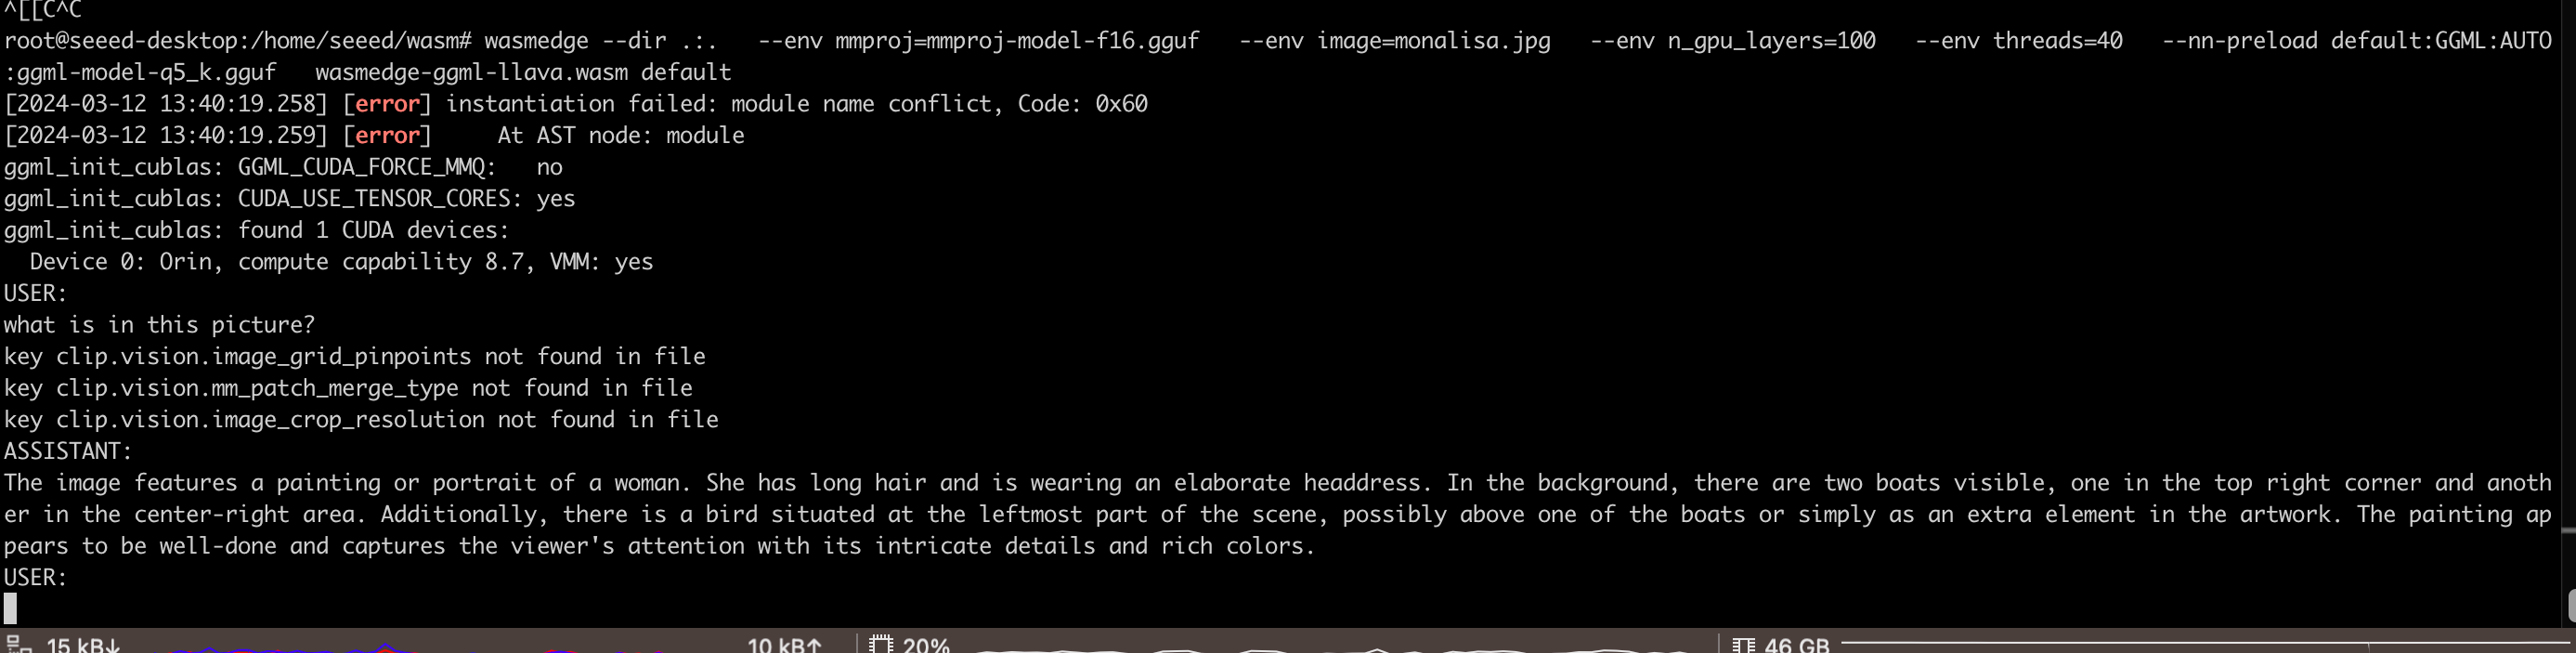 ^[[C^C
root@seeed-desktop:/home/seeed/wasm# wasmedge --dir .:.   --env mmproj=mmproj-model-f16.gguf   --env image=monalisa.jpg   --env n_gpu_layers=100   --env threads=40   --nn-preload default:GGML:AUTO
:ggml-model-q5_k.gguf   wasmedge-ggml-llava.wasm default
[2024-03-12 13:40:19.258] [error] instantiation failed: module name conflict, Code: 0x60
[2024-03-12 13:40:19.259] [error]     At AST node: module
ggml_init_cublas: GGML_CUDA_FORCE_MMQ:   no
ggml_init_cublas: CUDA_USE_TENSOR_CORES: yes
ggml_init_cublas: found 1 CUDA devices:
  Device 0: Orin, compute capability 8.7, VMM: yes
USER:
what is in this picture?
key clip.vision.image_grid_pinpoints not found in file
key clip.vision.mm_patch_merge_type not found in file
key clip.vision.image_crop_resolution not found in file
ASSISTANT:
The image features a painting or portrait of a woman. She has long hair and is wearing an elaborate headdress. In the background, there are two boats visible, one in the top right corner and anoth
er in the center-right area. Additionally, there is a bird situated at the leftmost part of the scene, possibly above one of the boats or simply as an extra element in the artwork. The painting ap
pears to be well-done and captures the viewer's attention with its intricate details and rich colors.
USER:
15 kB↓ 10 kB↑ 20% 46 GB